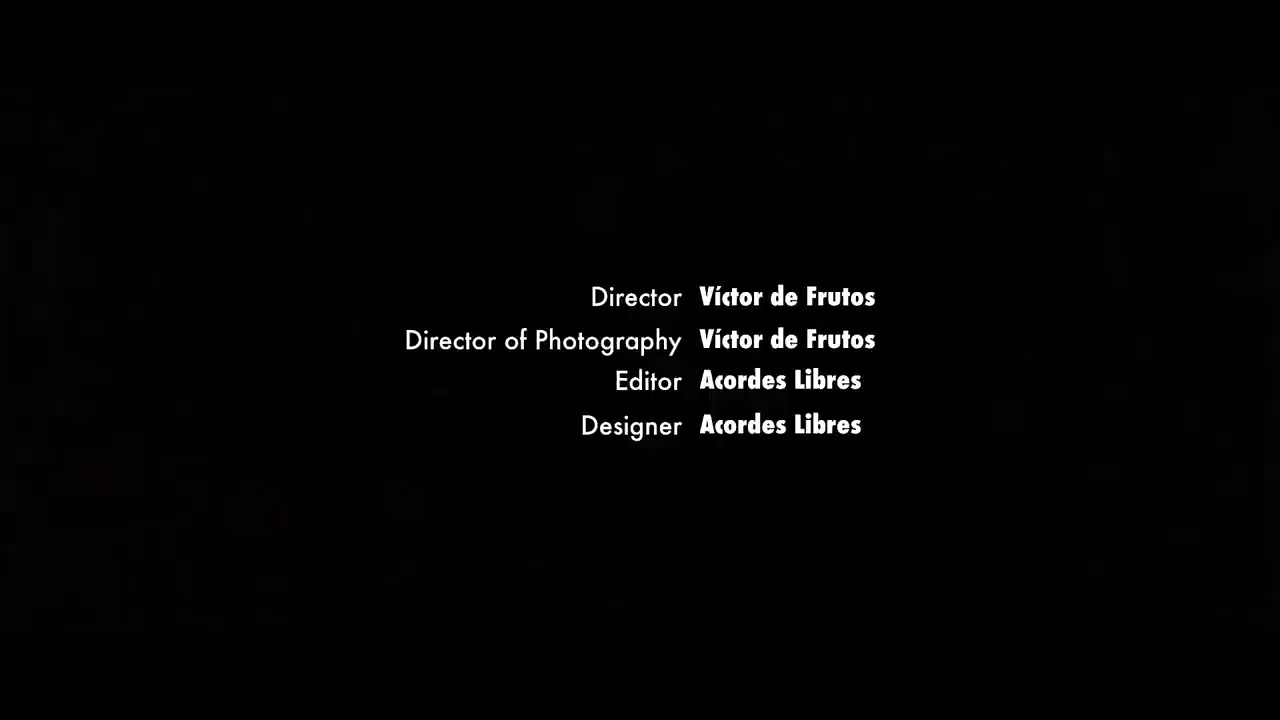 Director Víctor de Frutos
Director of Photography Víctor de Frutos
Editor Acordes Libres
Designer Acordes Libres